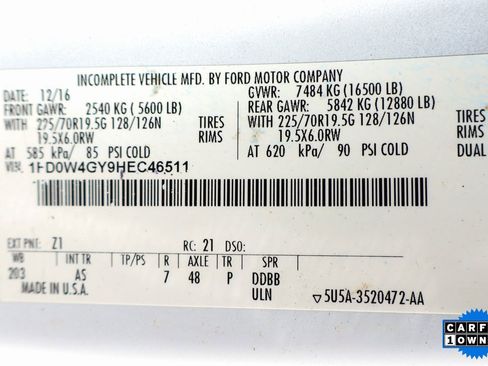 INCOMPLETE VEHICLE MFD. BY FORD MOTOR COMPANY
DATE: 12/16 GVWR: 7484 KG (16500 LB)
FRONT GAWR: 2540 KG ( 5600 LB) REAR GAWR: 5842 KG (12880 LB)
WITH 225/70R19.5G 128/126N TIRES WITH 225/70R19.5G 128/126N TIRES
19.5X6.0RW RIMS 19.5X6.0RW RIMS
AT 585 kPa/ 85 PSI COLD AT 620 kPa/ 90 PSI COLD DUAL
VIN: 1FD0W4GY9HEC46511
EXT PNT: Z1 RC: 21 DSO:
WB INT TR TP/PS R AXLE TR SPR
203 AS 7 48 P DDBB
MADE IN U.S.A. ULN ▽5U5A-3520472-AA
CARF
1 OWN